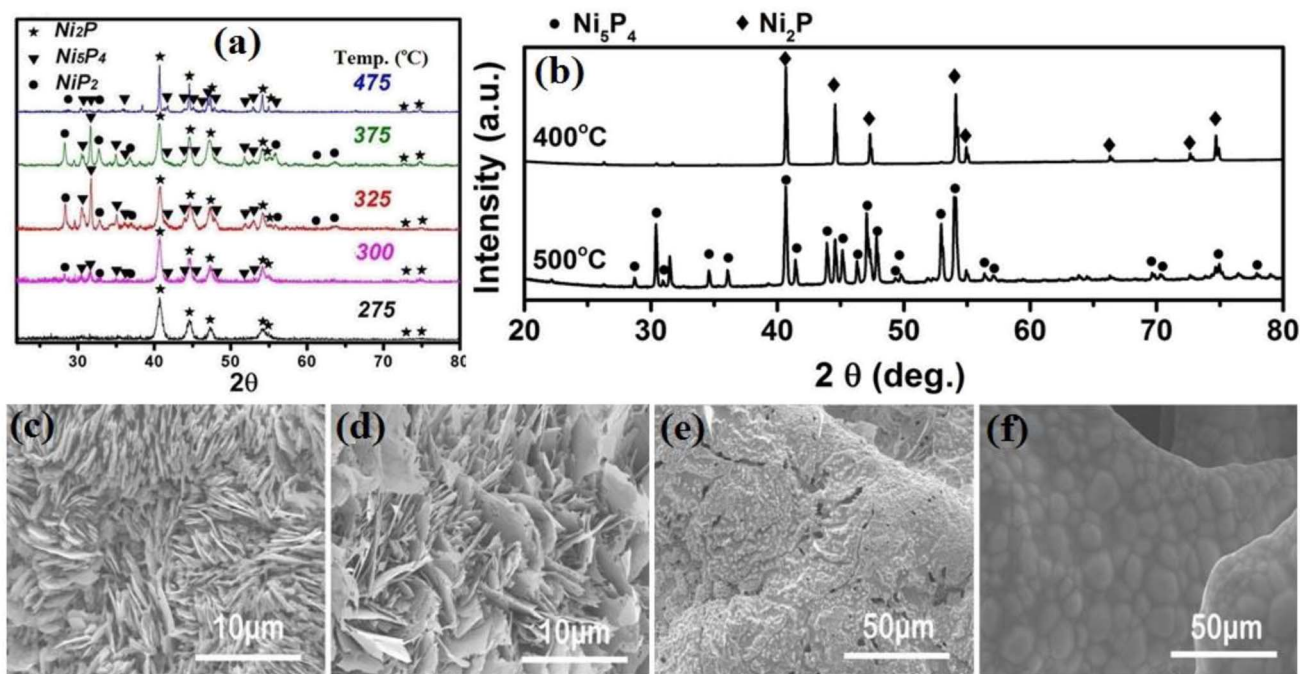 (a)
★ Ni₂P
▼ Ni₅P₄
● NiP₂
Temp. (ºC)
475
375
325
300
275
30 40 50 60 70 80
2θ
● Ni₅P₄ ◆ Ni₂P
(b)
Intensity (a.u.)
400°C
500°C
20 30 40 50 60 70 80
2 θ (deg.)
(c)
10μm
(d)
10μm
(e)
50μm
(f)
50μm